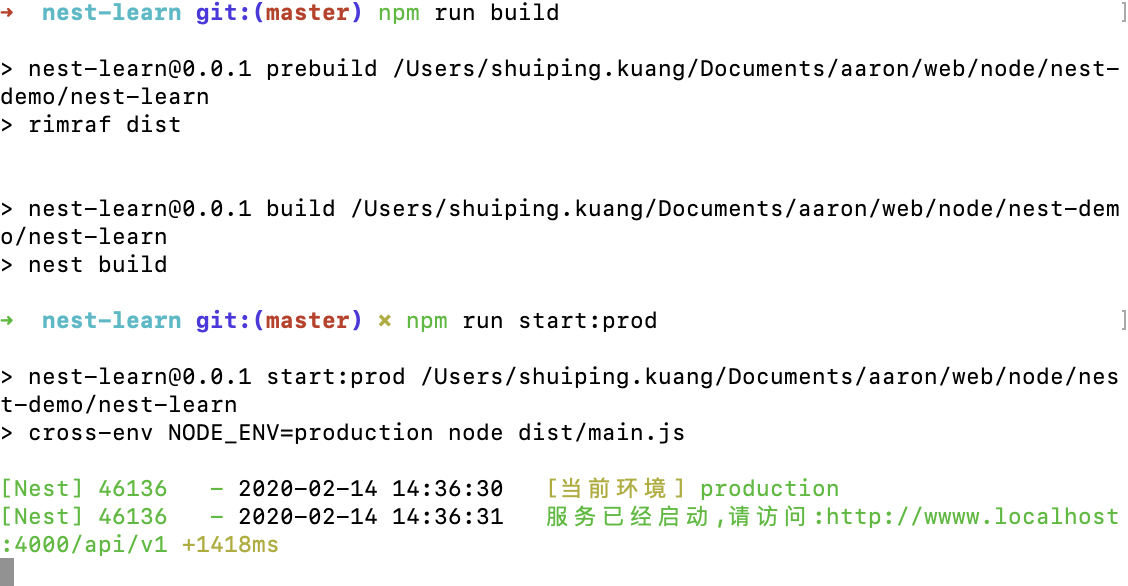 → nest-learn git:(master) npm run build ]
> nest-learn@0.0.1 prebuild /Users/shuiping.kuang/Documents/aaron/web/node/nest-
demo/nest-learn
> rimraf dist
> nest-learn@0.0.1 build /Users/shuiping.kuang/Documents/aaron/web/node/nest-dem
o/nest-learn
> nest build
→ nest-learn git:(master) × npm run start:prod ]
> nest-learn@0.0.1 start:prod /Users/shuiping.kuang/Documents/aaron/web/node/nes
t-demo/nest-learn
> cross-env NODE_ENV=production node dist/main.js
[Nest] 46136 - 2020-02-14 14:36:30 [当前环境] production
[Nest] 46136 - 2020-02-14 14:36:31 服务已经启动,请访问:http://wwww.localhost
:4000/api/v1 +1418ms